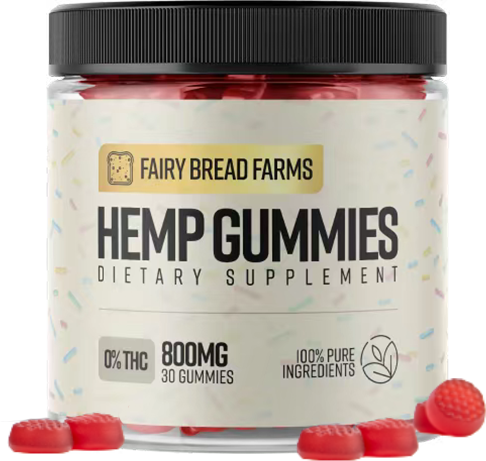 FAIRY BREAD FARMS
HEMP GUMMIES
DIETARY SUPPLEMENT
0% THC
800MG
30 GUMMIES
100% PURE
INGREDIENTS